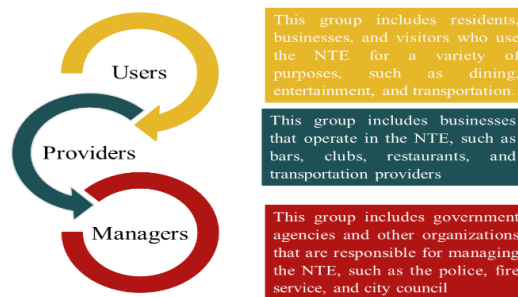 Users
This group includes residents,
businesses, and visitors who use
the NTE for a variety of
purposes, such as dining,
entertainment, and transportation.
Providers
This group includes businesses
that operate in the NTE, such as
bars, clubs, restaurants, and
transportation providers
Managers
This group includes government
agencies and other organizations
that are responsible for managing
the NTE, such as the police, fire
service, and city council